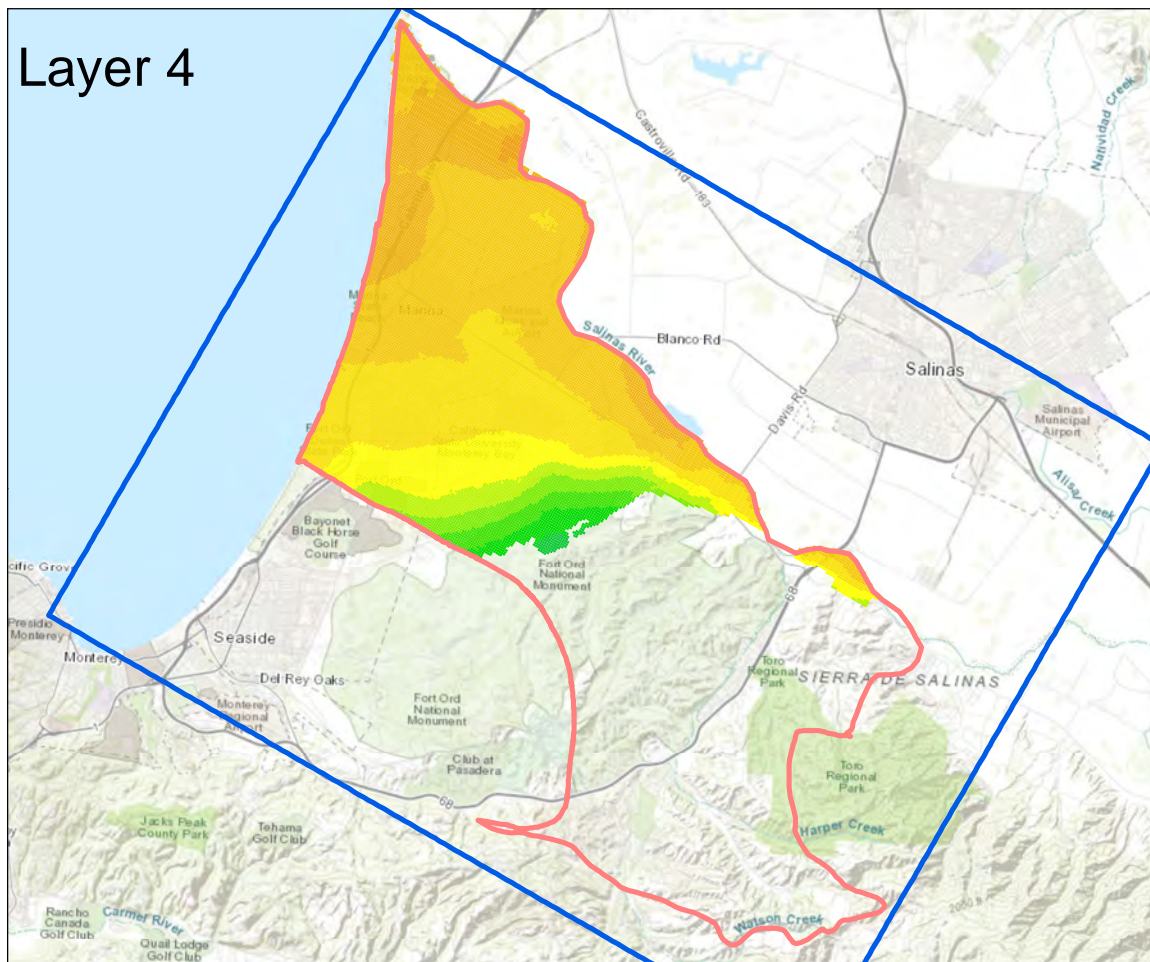 Layer 4
Castroville Rd
183
Natividad Creek
Marina
Salinas River
Blanco Rd
Salinas
Davis Rd
Salinas
Municipal
Airport
Alisal Creek
Bayonet
Black Horse
Golf
Course
Fort Ord
National
Monument
cific Grove
Presidio
Monterey
Monterey
Seaside
Del Rey Oaks
Monterey
Regional
Airport
Fort Ord
National
Monument
Club at
Pasadera
68
68
Toro
Regional
Park
SIERRA DE SALINAS
Toro
Regional
Park
Harper Creek
Jacks Peak
County Park
Tehama
Golf Club
Rancho
Canada
Golf Club
Carmel River
Quail Lodge
Golf Club
Watson Creek